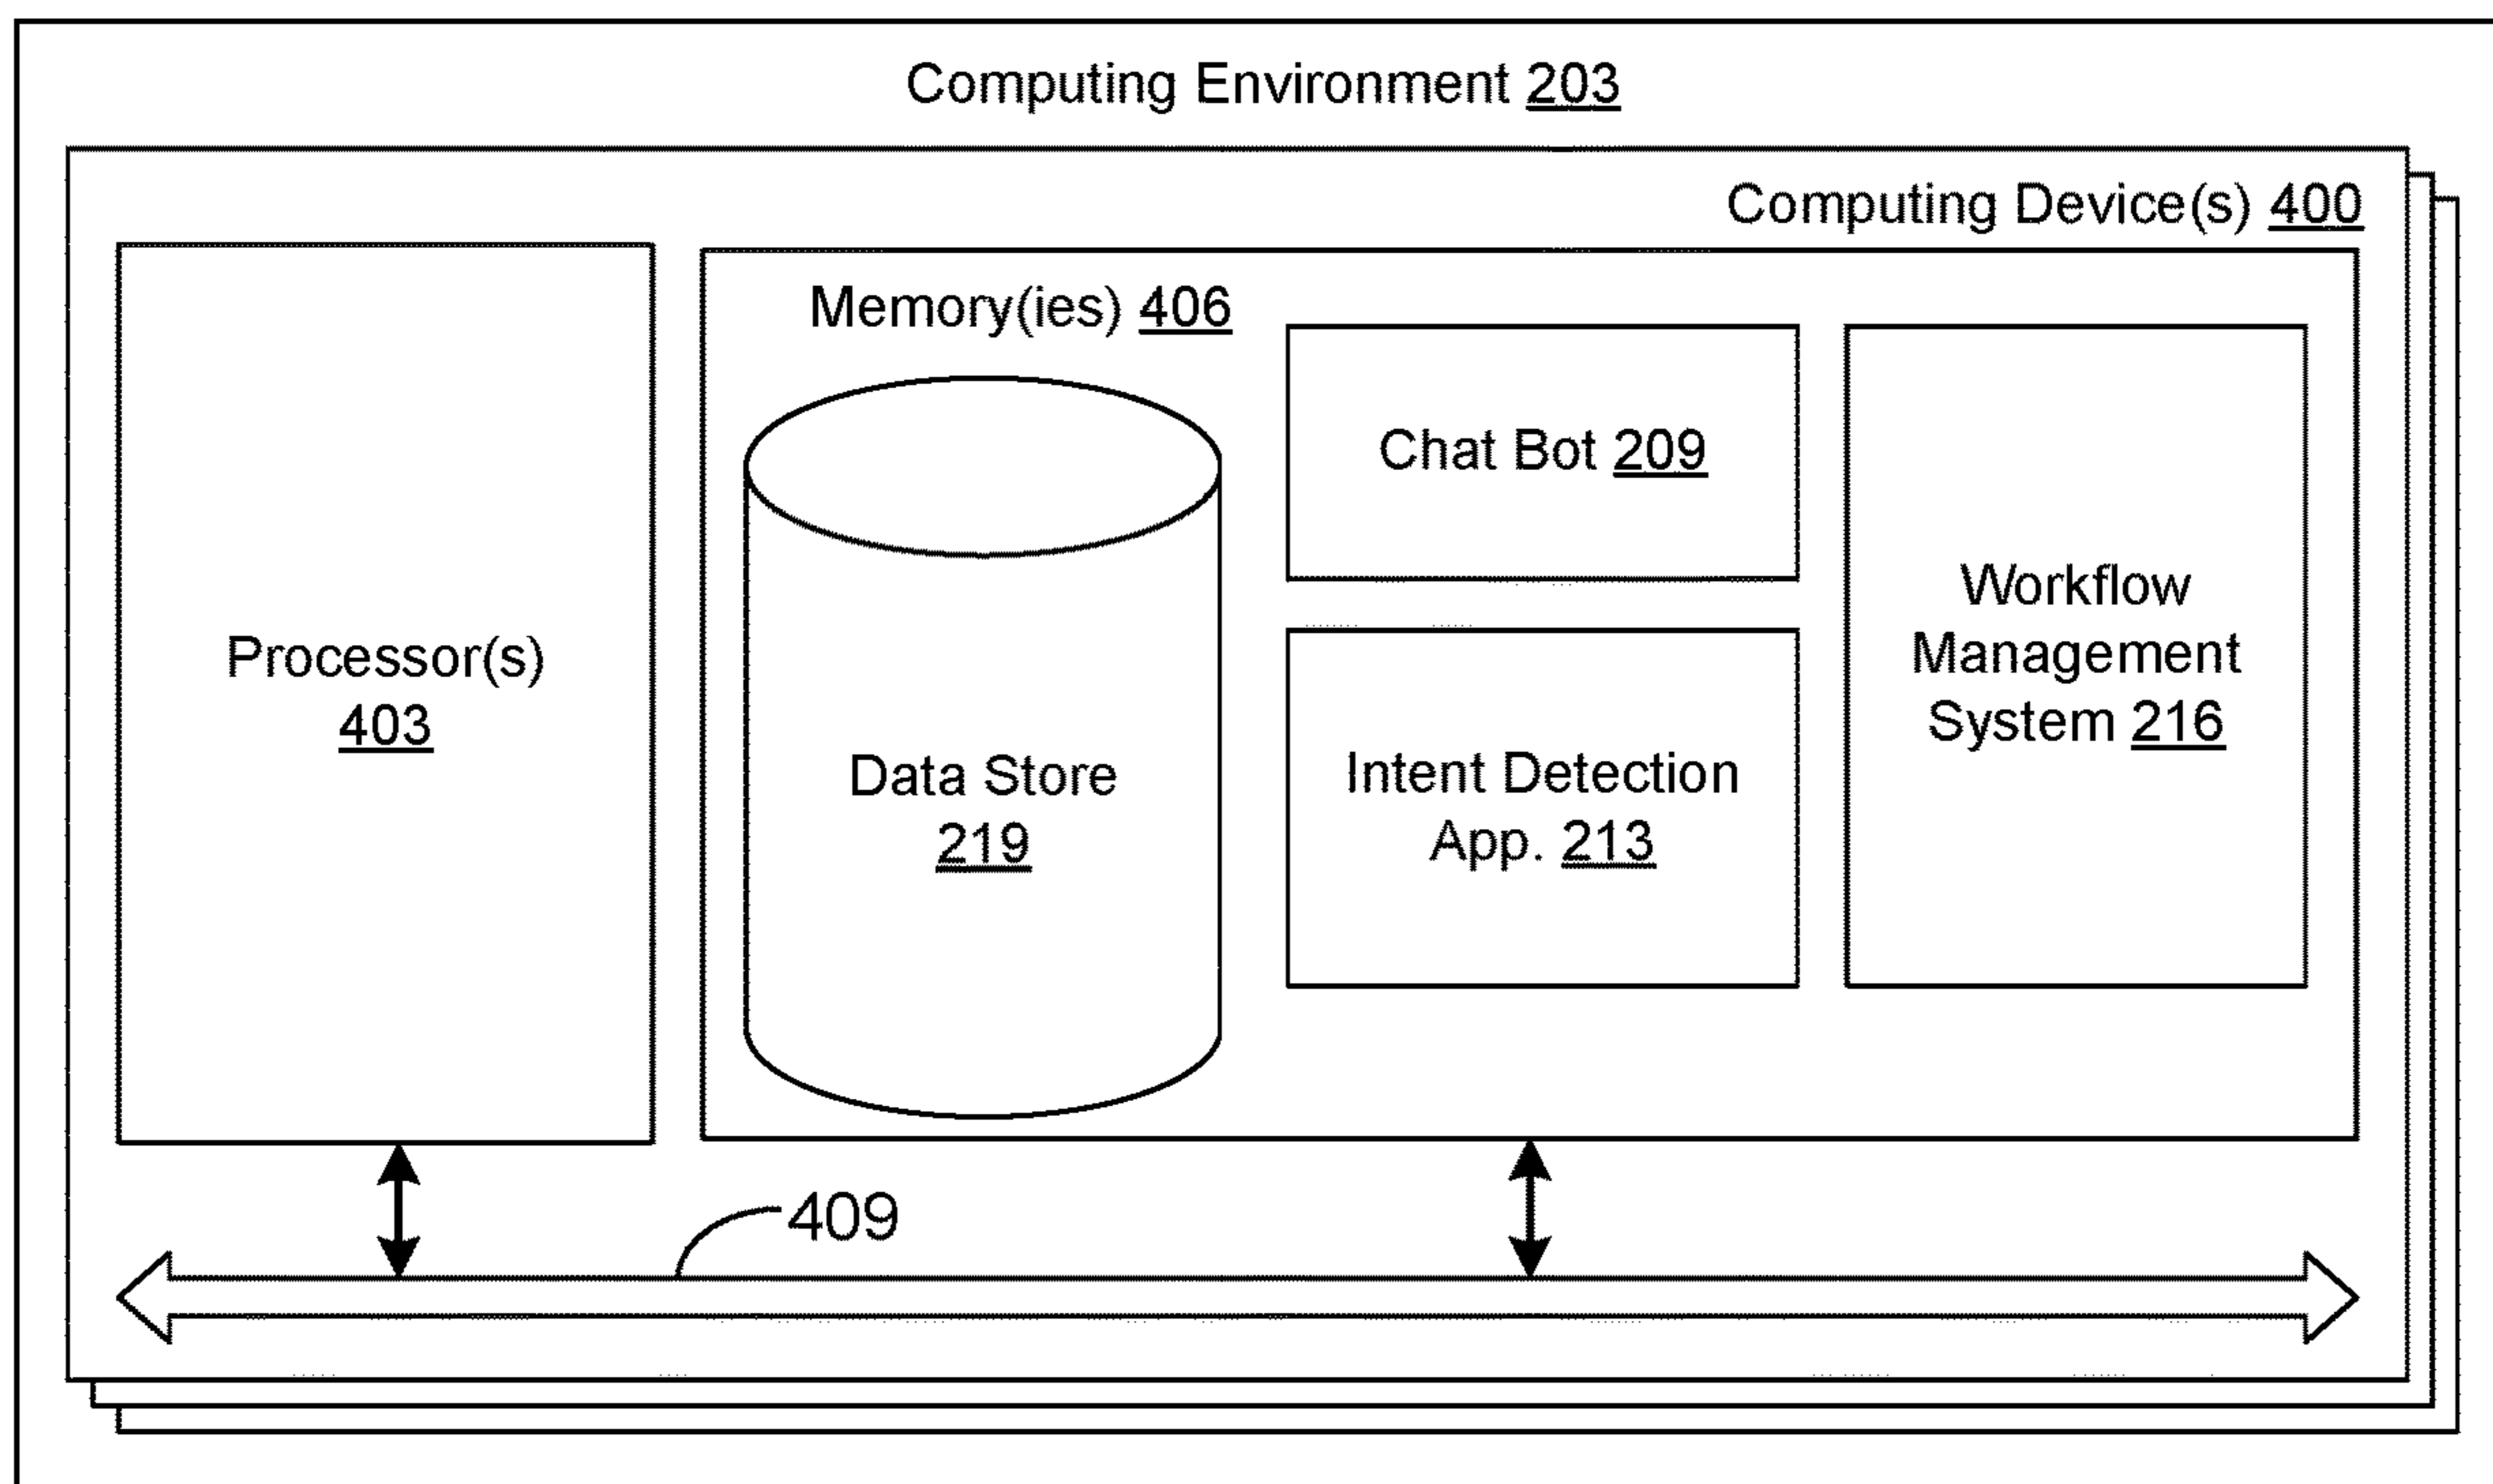 Computing Environment 203
Computing Device(s) 400
Memory(ies) 406
Chat Bot 209
Workflow
Management
System 216
Processor(s)
403
Data Store
219
Intent Detection
App. 213
409